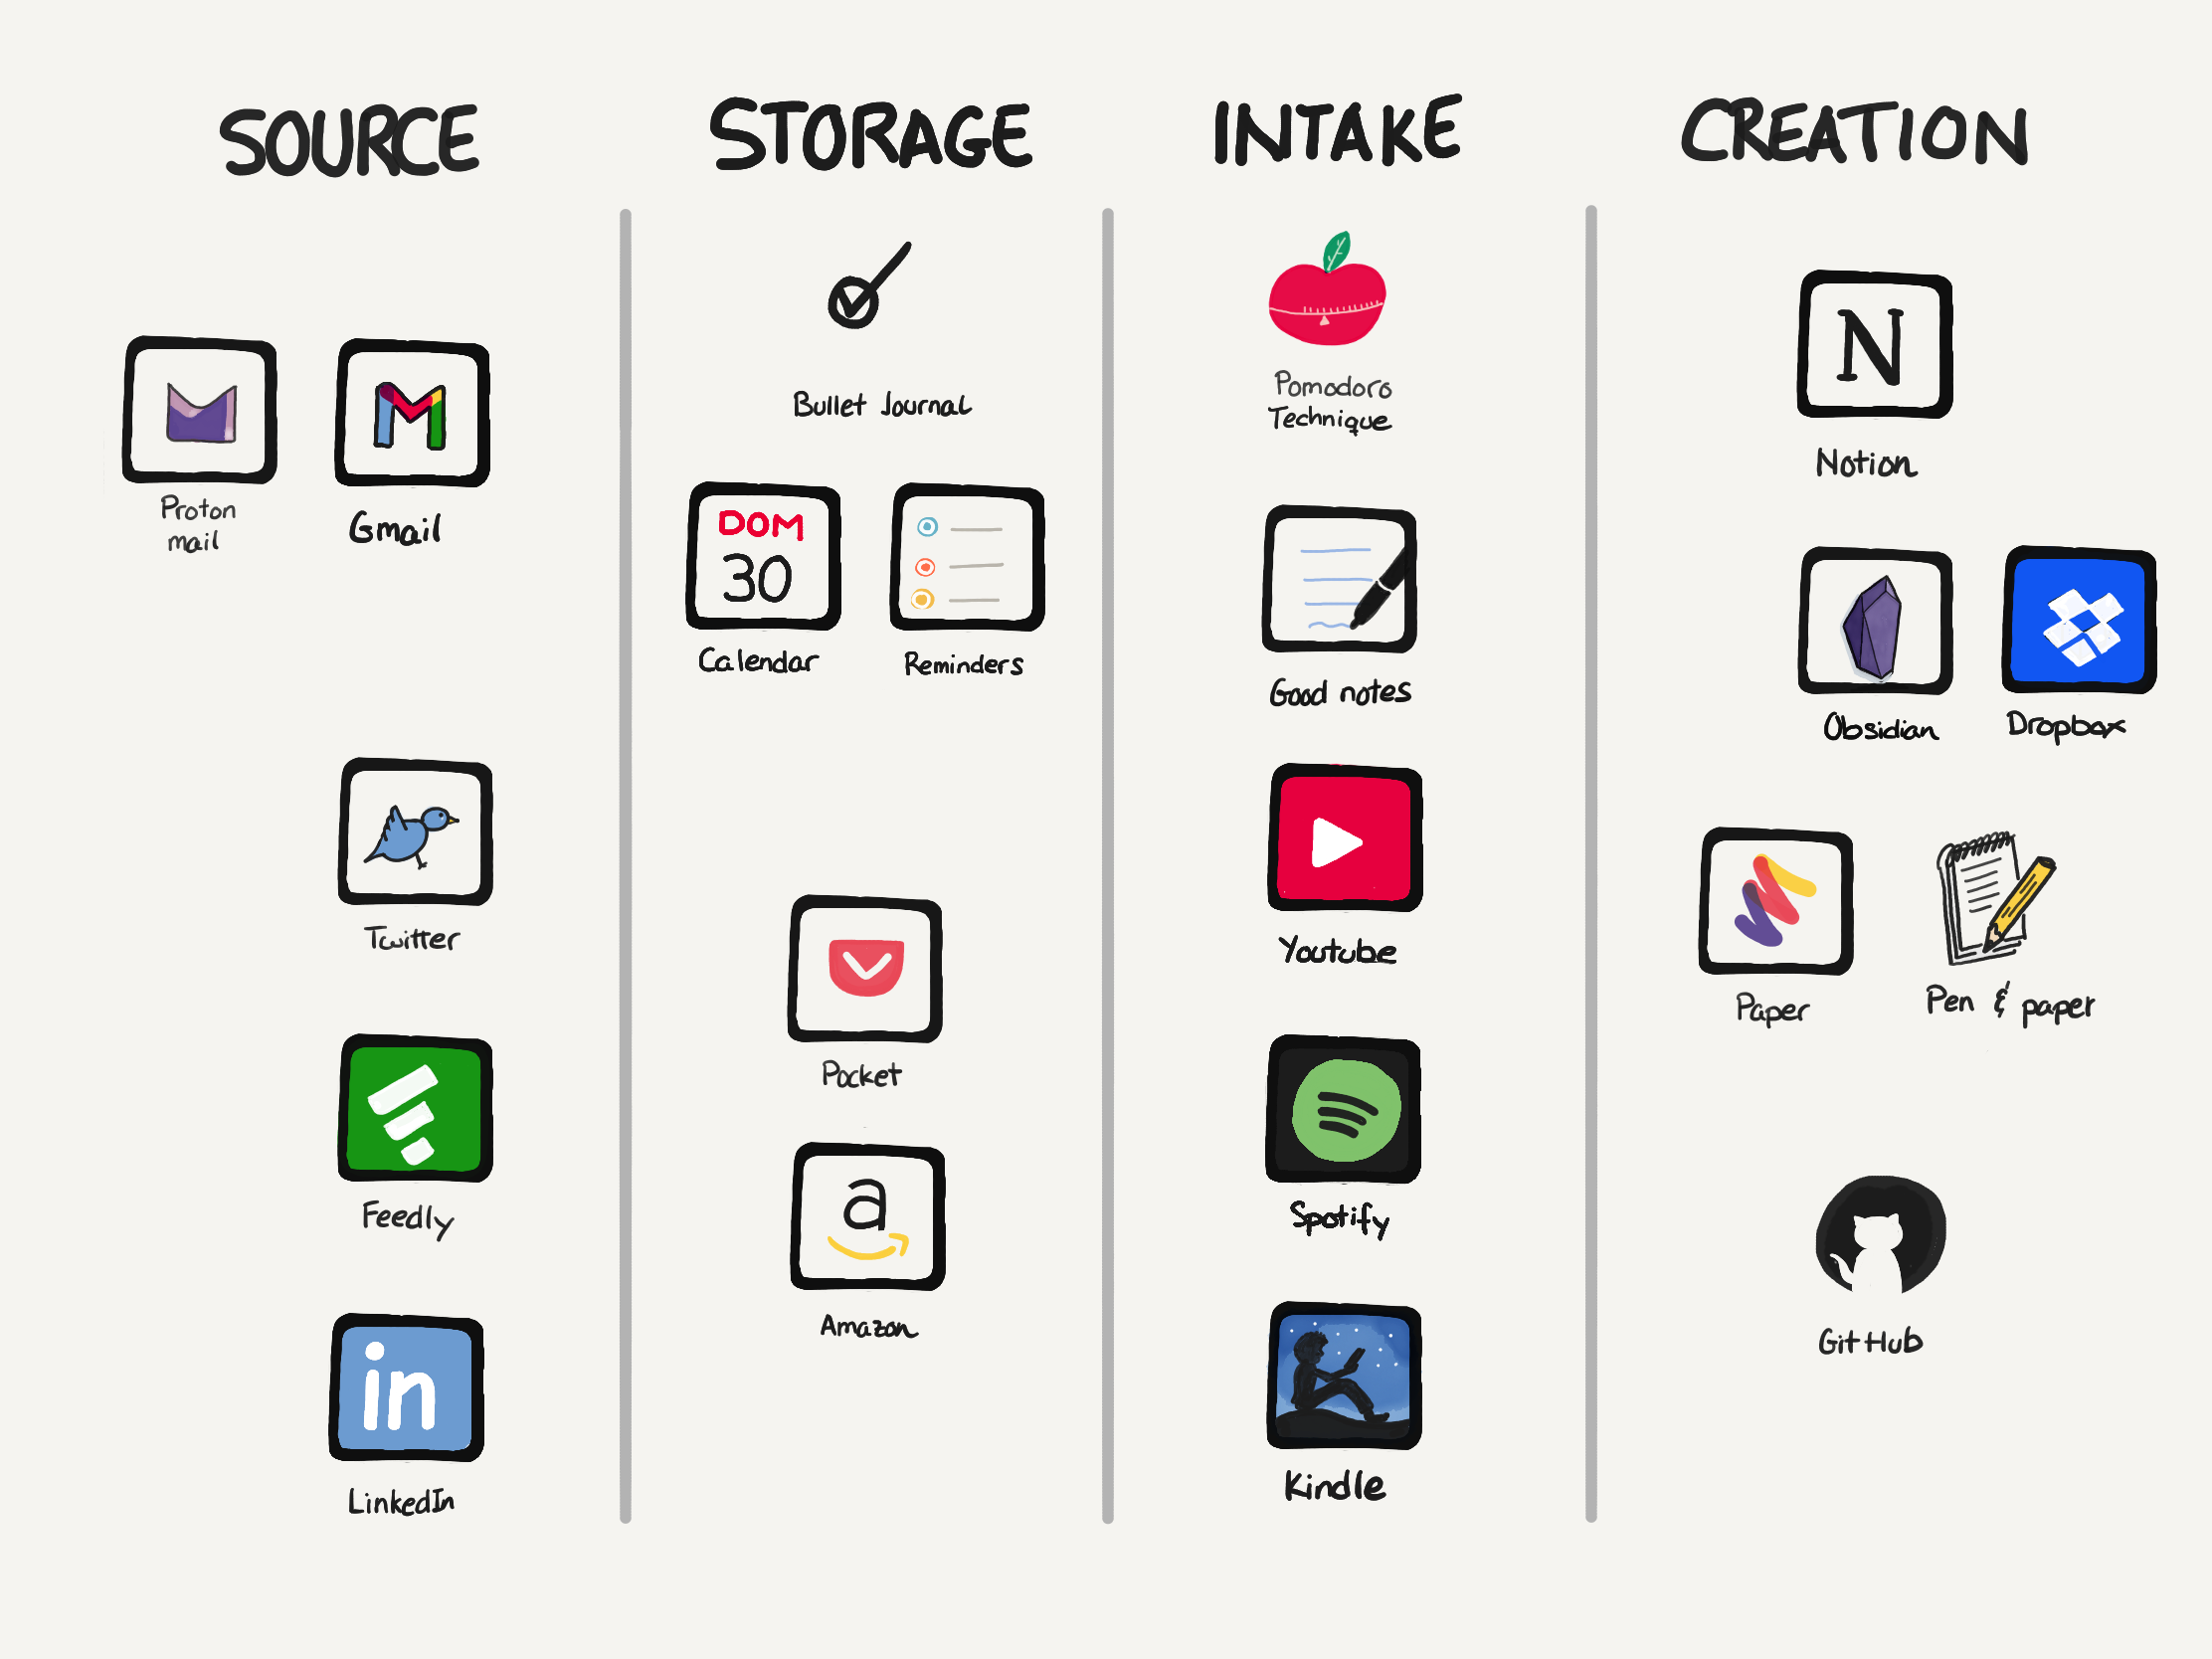 SOURCE
STORAGE
INTAKE
CREATION
Proton
mail
M
Gmail
Twitter
Feedly
in
LinkedIn
Bullet Journal
DOM
30
Calendar
Reminders
Pocket
a
Amazon
Pomodoro
Technique
Good notes
Youtube
Spotify
Kindle
N
Notion
Obsidian
Dropbox
Paper
Pen & paper
GitHub